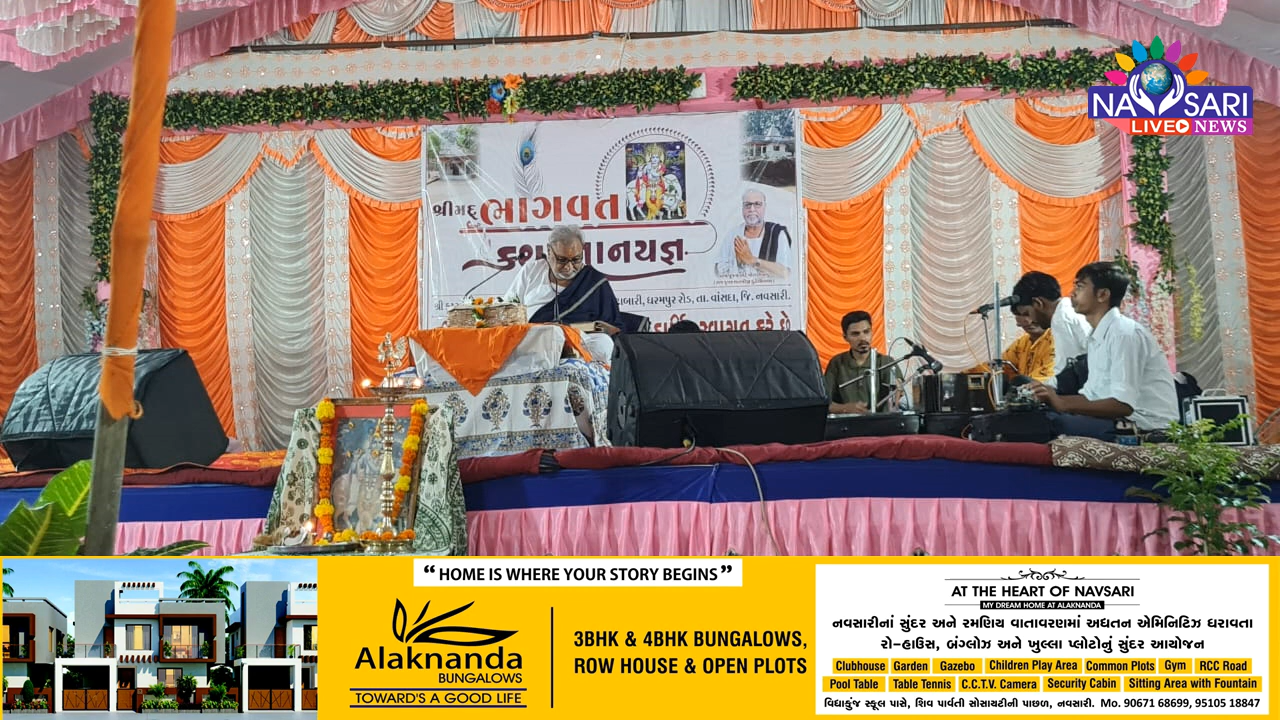 NAVSARI
LIVE NEWS
શ્રીમદ્ ભાગવત
જ્ઞાનયજ્ઞ
ધરમપુર રોડ, તા. વાંસદા, જિ. નવસારી.
સ્વાગત કરે છે
“HOME IS WHERE YOUR STORY BEGINS”
Alaknanda
BUNGALOWS
TOWARD'S A GOOD LIFE
3BHK & 4BHK BUNGALOWS,
ROW HOUSE & OPEN PLOTS
AT THE HEART OF NAVSARI
MY DREAM HOME AT ALAKNANDA
નવસારીનાં સુંદર અને રમણિય વાતાવરણમાં અદ્યતન એમિનિટિઝ ધરાવતા
રો-હાઉસ, બંગ્લોઝ અને ખુલ્લા પ્લોટોનું સુંદર આયોજન
Clubhouse Garden Gazebo Children Play Area Common Plots Gym RCC Road
Pool Table Table Tennis C.C.T.V. Camera Security Cabin Sitting Area with Fountain
વિદ્યાકુંજ સ્કૂલ પાસે, શિવ પાર્વતી સોસાયટીની પાછળ, નવસારી. Mo. 90671 68699, 95105 18847